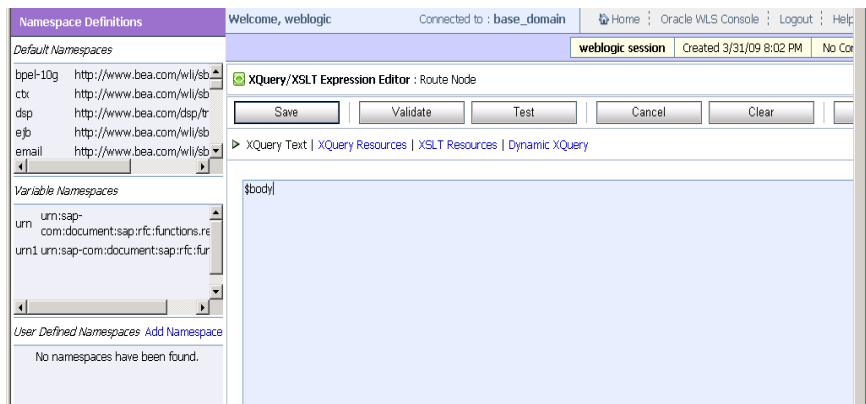 Namespace Definitions
Welcome, weblogic
Connected to : base_domain
Home
Oracle WLS Console
Logout
Help
Default Namespaces
weblogic session
Created 3/31/09 8:02 PM
No Con
bpel-10g http://www.bea.com/wli/sb
ctx http://www.bea.com/wli/sb
dsp http://www.bea.com/dsp/tr
ejb http://www.bea.com/wli/sb
email http://www.bea.com/wli/sb
XQuery/XSLT Expression Editor : Route Node
Save
Validate
Test
Cancel
Clear
XQuery Text | XQuery Resources | XSLT Resources | Dynamic XQuery
Variable Namespaces
urn urn:sap-
com:document:sap:rfc:functions.re
urn1 urn:sap-com:document:sap:rfc:fur
$body
User Defined Namespaces Add Namespace
No namespaces have been found.